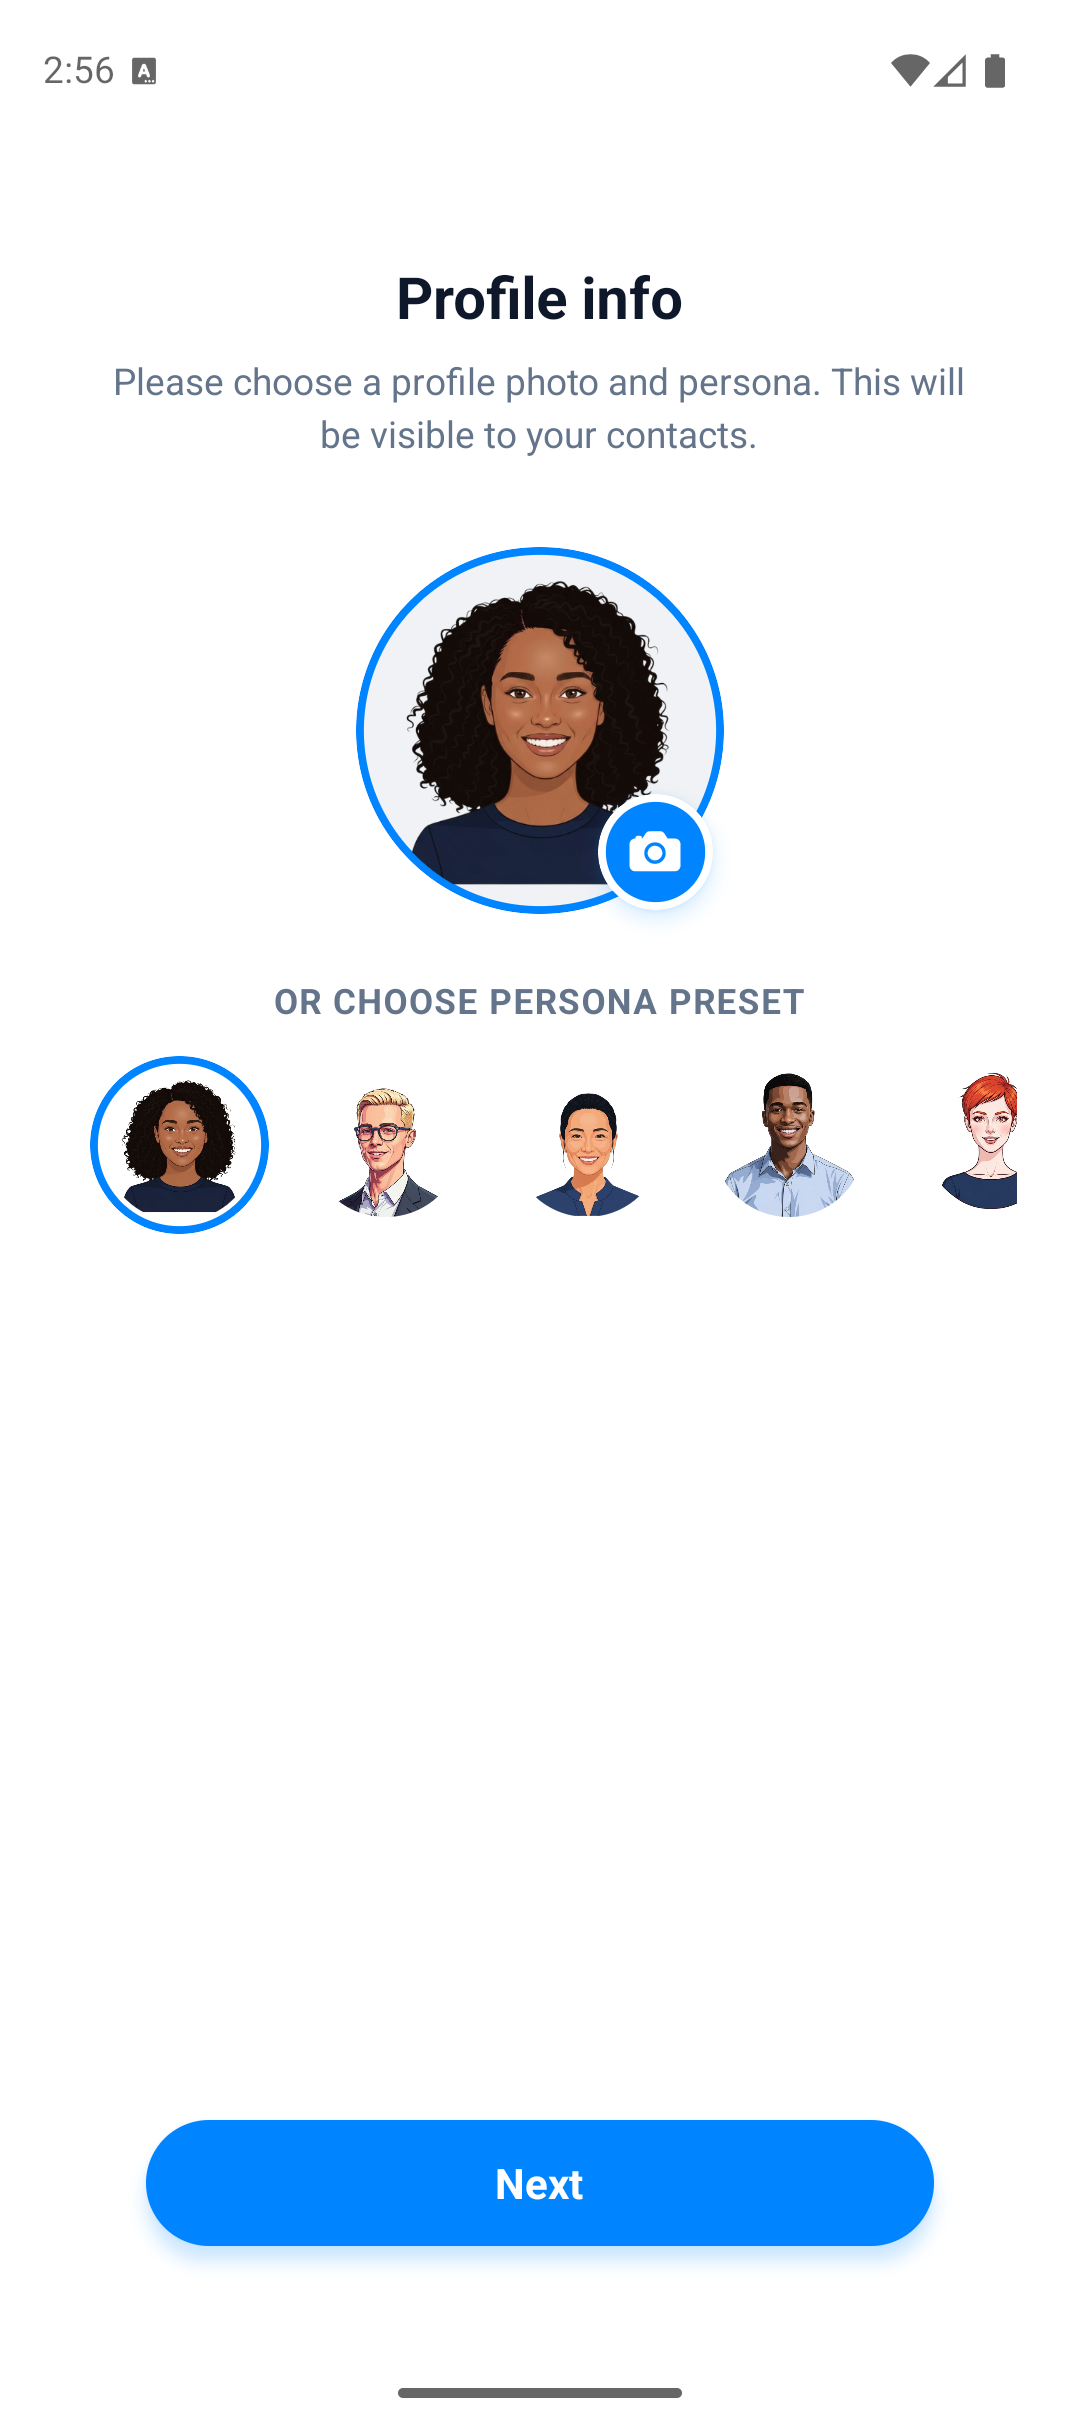 2:56
Profile info
Please choose a profile photo and persona. This will
be visible to your contacts.
OR CHOOSE PERSONA PRESET
Next